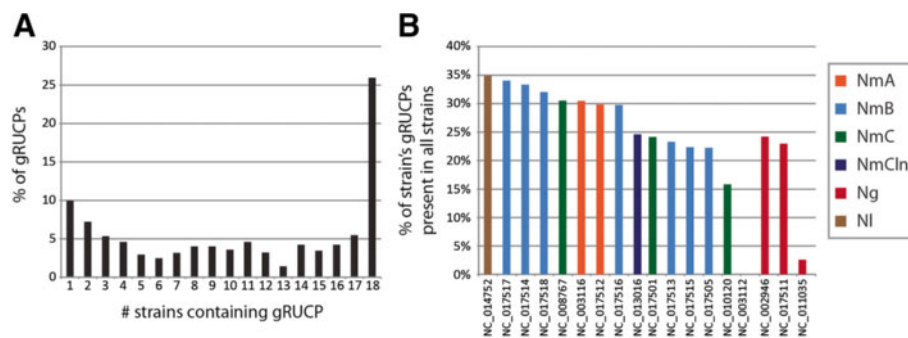 A
% of gRUCPs
30
25
20
15
10
5
0
1 2 3 4 5 6 7 8 9 10 11 12 13 14 15 16 17 18
# strains containing gRUCP
B
% of strain's gRUCPs
present in all strains
40%
35%
30%
25%
20%
15%
10%
5%
0%
NC_014752
NC_017517
NC_017514
NC_017518
NC_008767
NC_003116
NC_017512
NC_017516
NC_013016
NC_017501
NC_017513
NC_017515
NC_017505
NC_010120
NC_003112
NC_002946
NC_017511
NC_011035
NmA
NmB
NmC
NmCln
Ng
Nl